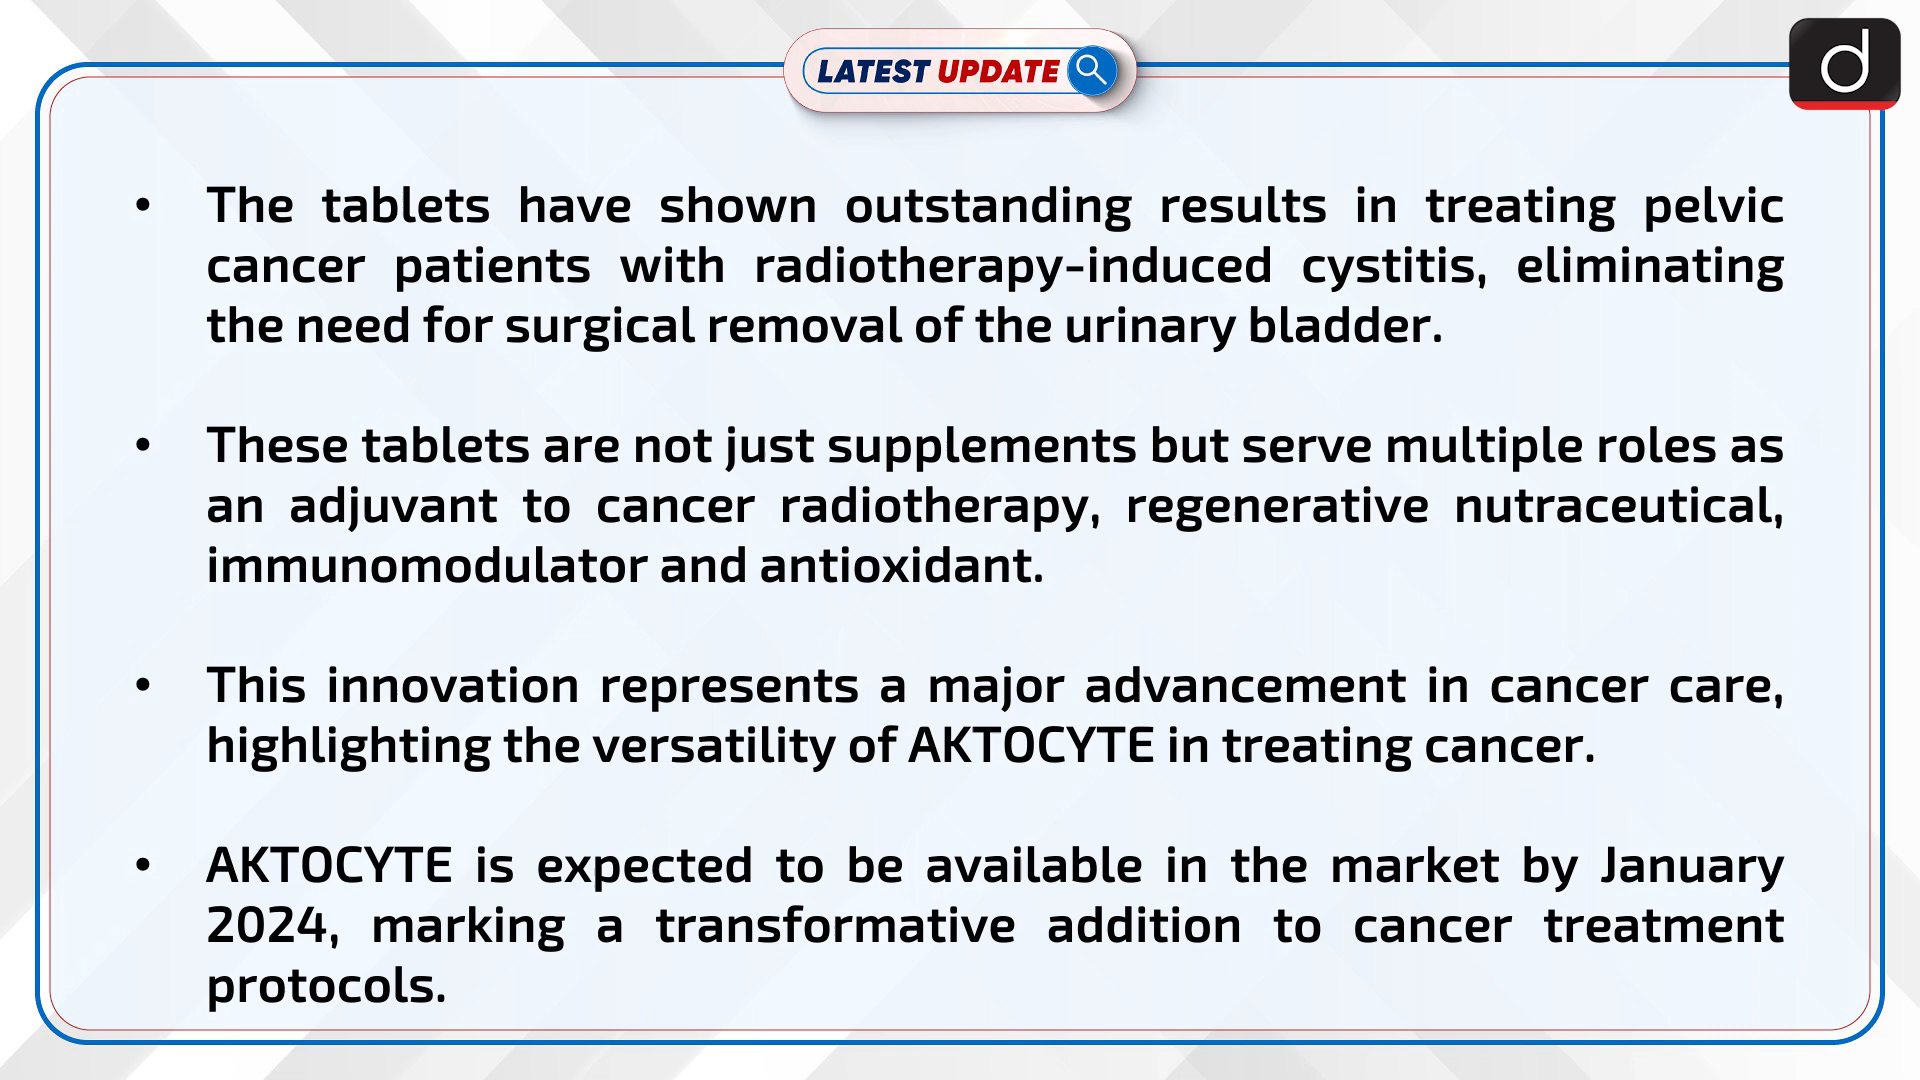 LATEST UPDATE
d
• The tablets have shown outstanding results in treating pelvic
cancer patients with radiotherapy-induced cystitis, eliminating
the need for surgical removal of the urinary bladder.
• These tablets are not just supplements but serve multiple roles as
an adjuvant to cancer radiotherapy, regenerative nutraceutical,
immunomodulator and antioxidant.
• This innovation represents a major advancement in cancer care,
highlighting the versatility of AKTOCYTE in treating cancer.
• AKTOCYTE is expected to be available in the market by January
2024, marking a transformative addition to cancer treatment
protocols.